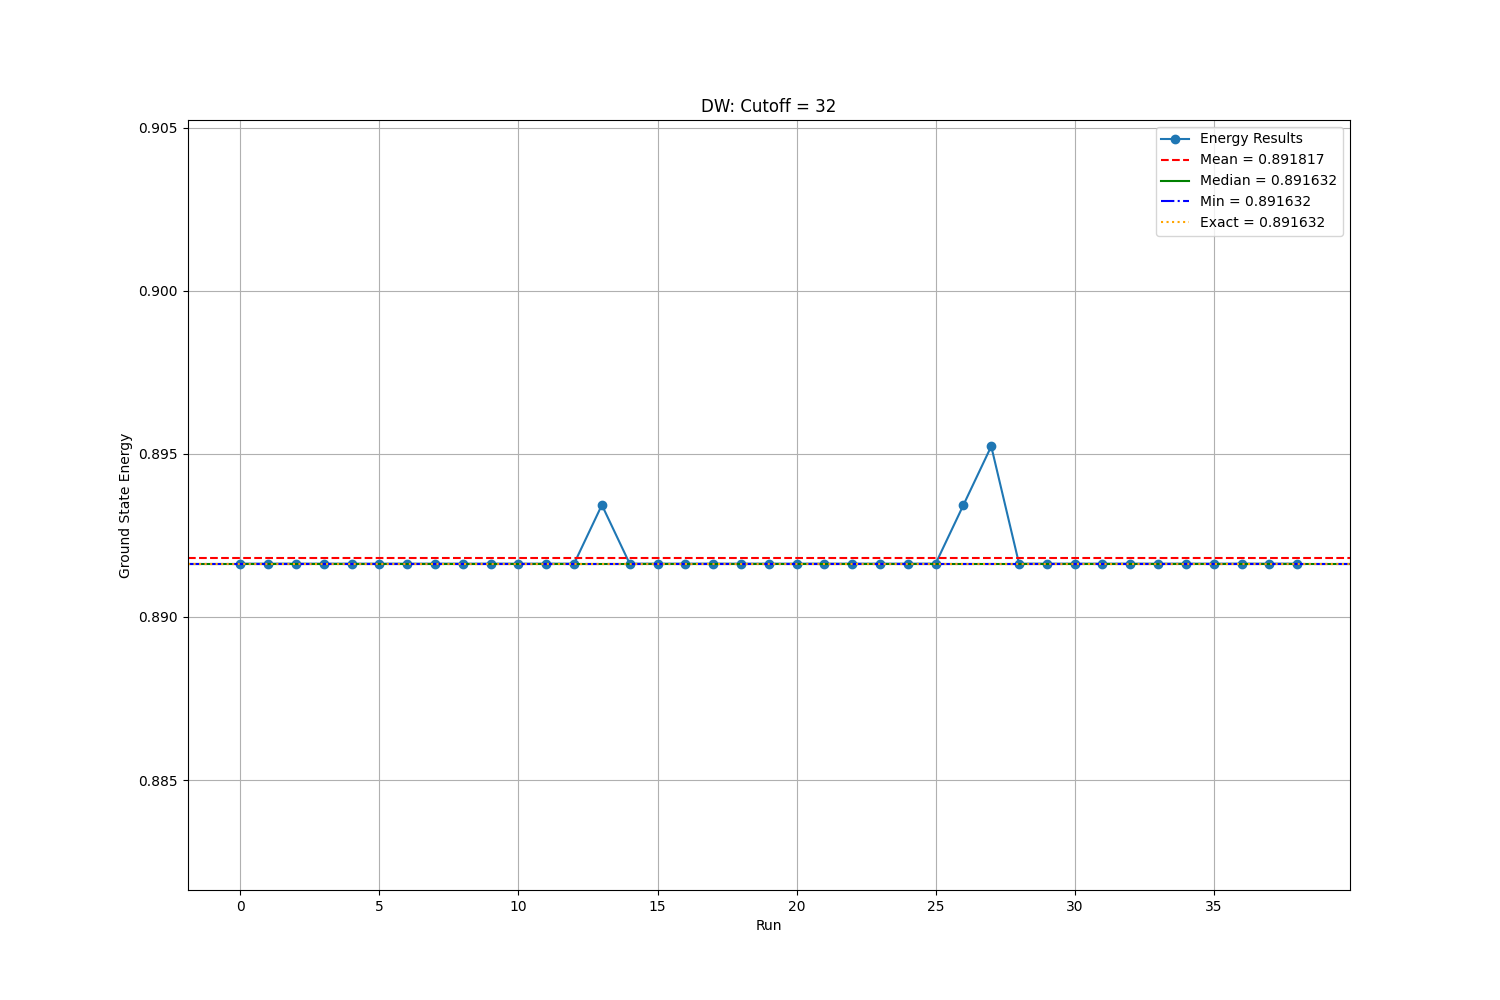 DW: Cutoff = 32
0.905
0.900
0.895
0.890
0.885
Ground State Energy
Energy Results
Mean = 0.891817
Median = 0.891632
Min = 0.891632
Exact = 0.891632
0 5 10 15 20 25 30 35
Run